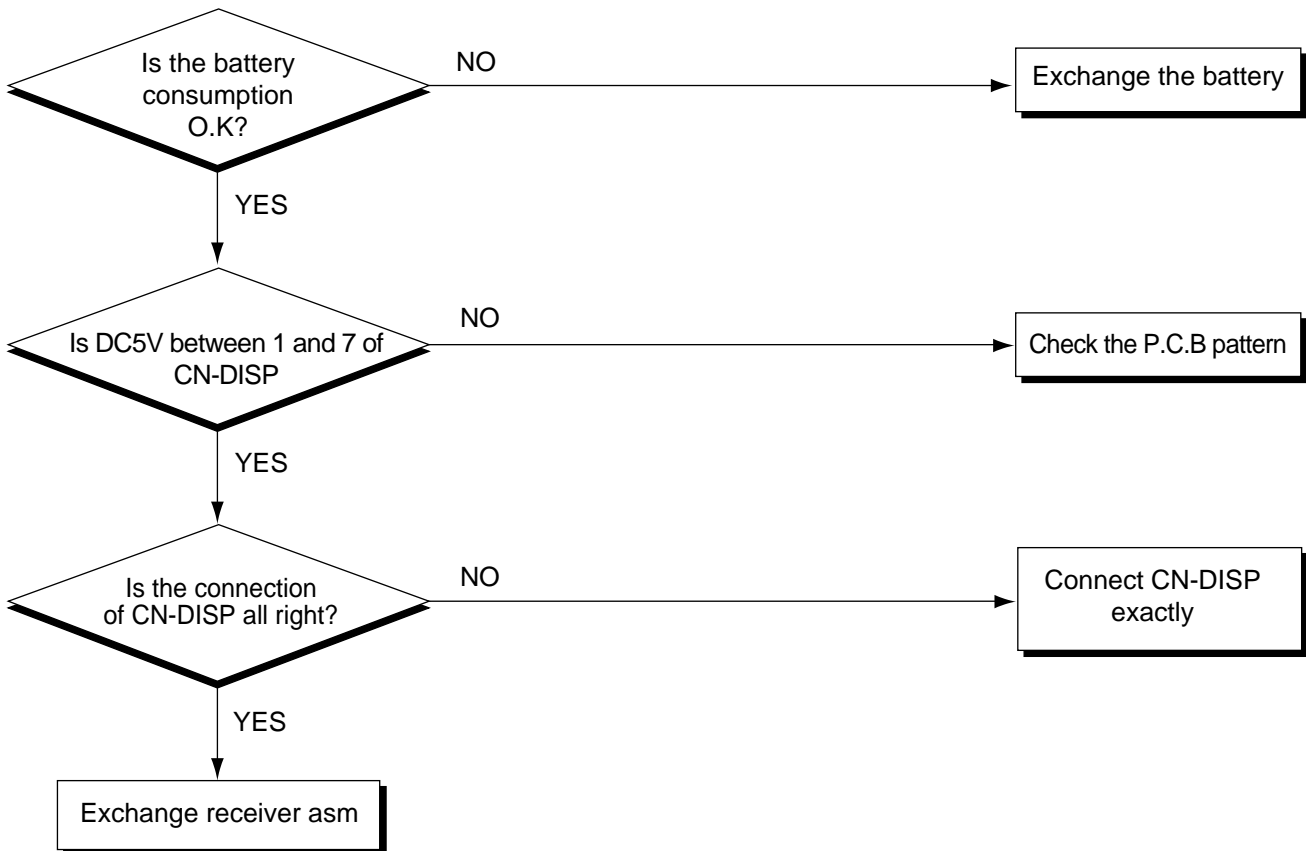 Is the battery
consumption
O.K?
NO
Exchange the battery
YES
Is DC5V between 1 and 7 of
CN-DISP
NO
Check the P.C.B pattern
YES
Is the connection
of CN-DISP all right?
NO
Connect CN-DISP
exactly
YES
Exchange receiver asm